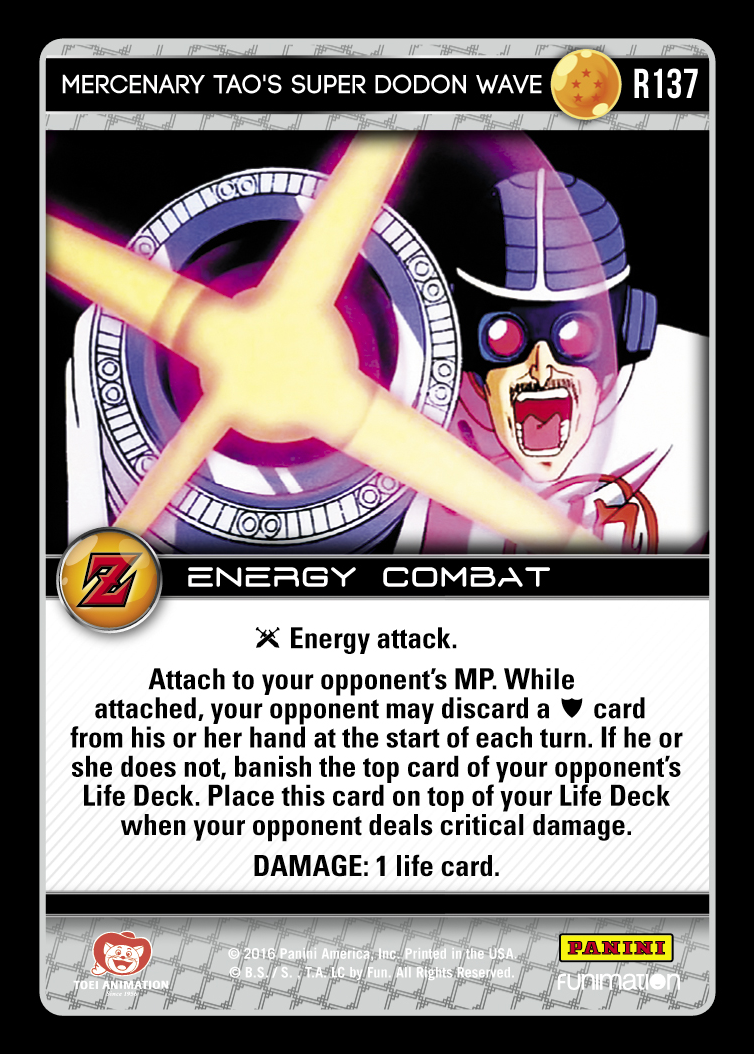 MERCENARY TAO'S SUPER DODON WAVE
R137
Z
ENERGY COMBAT
Energy attack.
Attach to your opponent's MP. While
attached, your opponent may discard a card
from his or her hand at the start of each turn. If he or
she does not, banish the top card of your opponent's
Life Deck. Place this card on top of your Life Deck
when your opponent deals critical damage.
DAMAGE: 1 life card.
TOEI ANIMATION
Since 1956
© 2016 Panini America, Inc. Printed in the USA.
© B.S. / S. , T.A. LC by Fun. All Rights Reserved.
PANINI
FUNIMATION